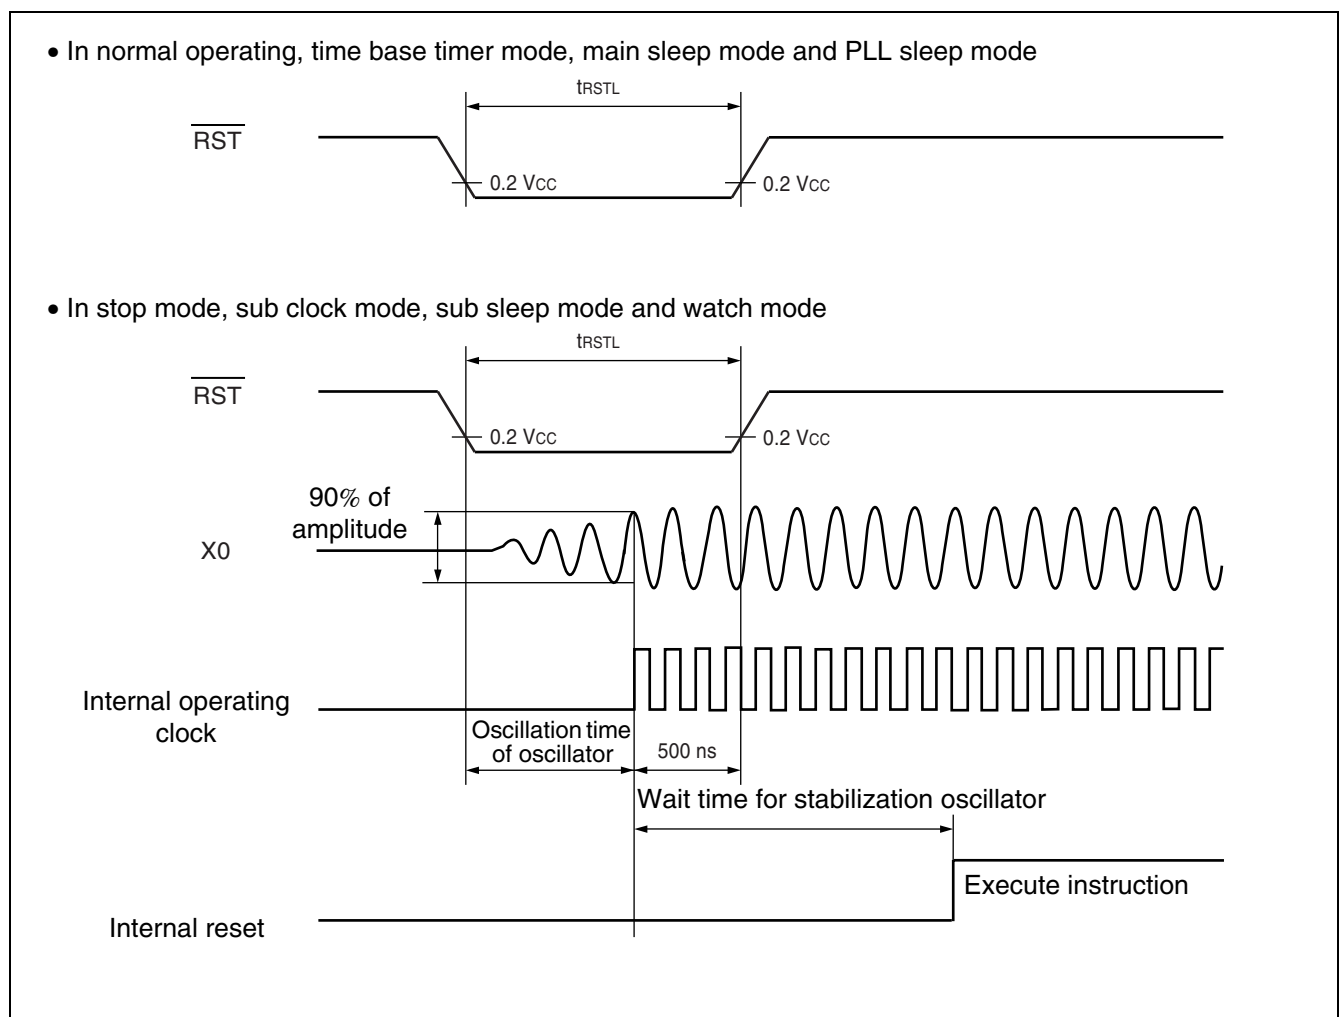 • In normal operating, time base timer mode, main sleep mode and PLL sleep mode
tRSTL
RST
0.2 VCC
0.2 VCC
• In stop mode, sub clock mode, sub sleep mode and watch mode
tRSTL
RST
0.2 VCC
0.2 VCC
90% of
amplitude
X0
Internal operating
clock
Oscillation time
of oscillator
500 ns
Wait time for stabilization oscillator
Execute instruction
Internal reset